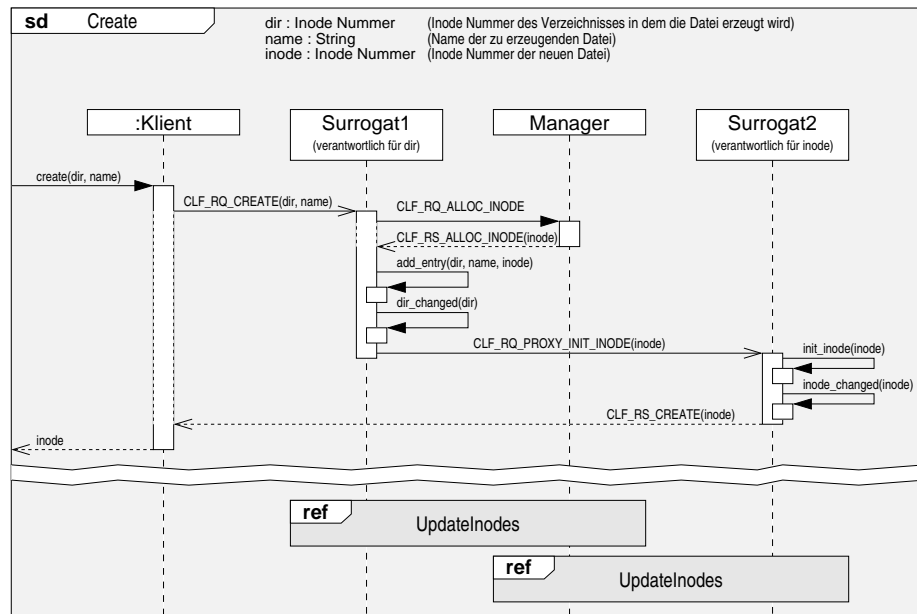 sd Create
dir : Inode Nummer (Inode Nummer des Verzeichnisses in dem die Datei erzeugt wird)
name : String (Name der zu erzeugenden Datei)
inode : Inode Nummer (Inode Nummer der neuen Datei)
:Klient
Surrogat1
(verantwortlich für dir)
Manager
Surrogat2
(verantwortlich für inode)
create(dir, name)
CLF_RQ_CREATE(dir, name)
CLF_RQ_ALLOC_INODE
CLF_RS_ALLOC_INODE(inode)
add_entry(dir, name, inode)
dir_changed(dir)
CLF_RQ_PROXY_INIT_INODE(inode)
init_inode(inode)
inode_changed(inode)
CLF_RS_CREATE(inode)
inode
ref
UpdateInodes
ref
UpdateInodes